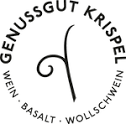 GENUSSGUT KRISPEL
WEIN · BASALT · WOLLSCHWEIN